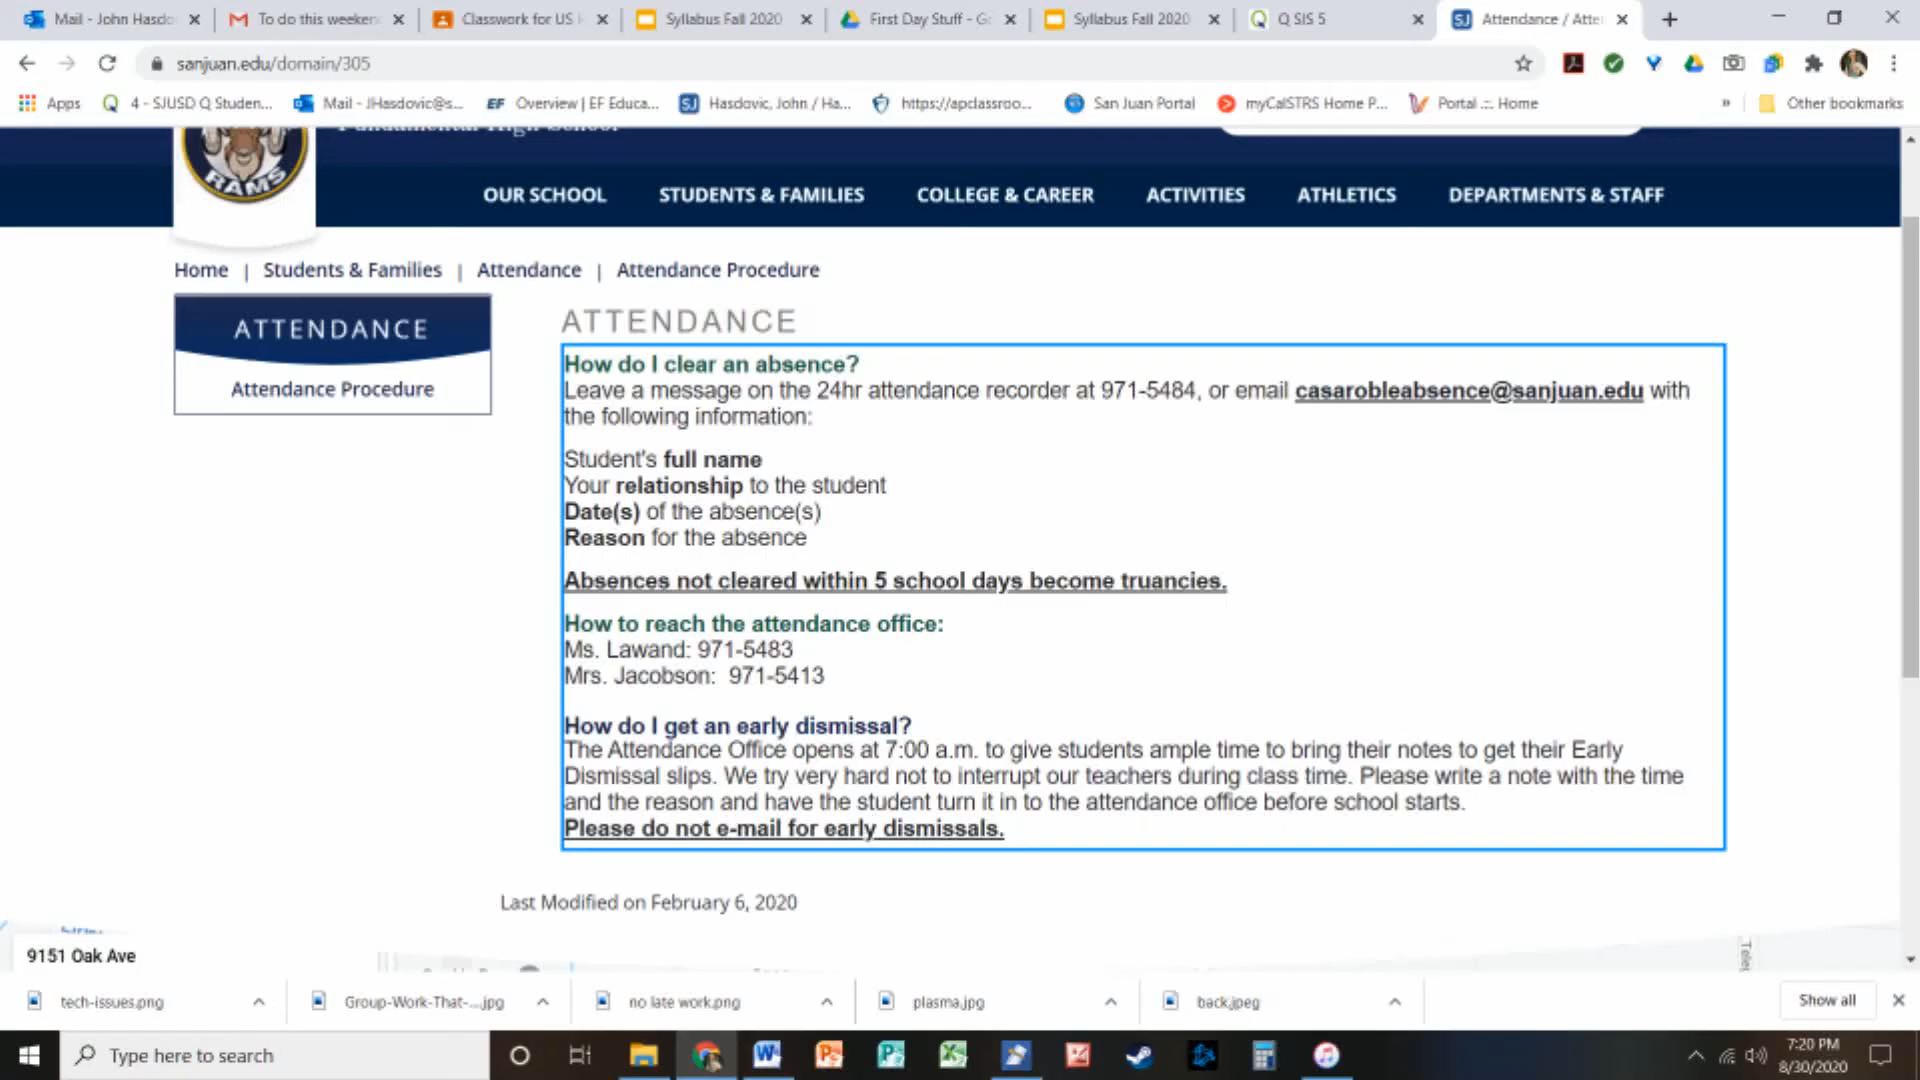 Mail - John Hasdo
To do this weeken
Classwork for US
Syllabus Fall 2020
First Day Stuff - G
Syllabus Fall 2020
Q SIS 5
Attendance / Atte
sanjuan.edu/domain/305
Apps
4 - SJUSD Q Studen...
Mail - JHasdovic@s...
EF Overview | EF Educa...
SJ Hasdovic, John / Ha...
https://apclassroo...
San Juan Portal
myCalSTRS Home P...
Portal .::. Home
»
Other bookmarks
Fundamental High School
RAMS
OUR SCHOOL
STUDENTS & FAMILIES
COLLEGE & CAREER
ACTIVITIES
ATHLETICS
DEPARTMENTS & STAFF
Home | Students & Families | Attendance | Attendance Procedure
ATTENDANCE
Attendance Procedure
ATTENDANCE
How do I clear an absence?
Leave a message on the 24hr attendance recorder at 971-5484, or email casarobleabsence@sanjuan.edu with
the following information:
Student's full name
Your relationship to the student
Date(s) of the absence(s)
Reason for the absence
Absences not cleared within 5 school days become truancies.
How to reach the attendance office:
Ms. Lawand: 971-5483
Mrs. Jacobson: 971-5413
How do I get an early dismissal?
The Attendance Office opens at 7:00 a.m. to give students ample time to bring their notes to get their Early
Dismissal slips. We try very hard not to interrupt our teachers during class time. Please write a note with the time
and the reason and have the student turn it in to the attendance office before school starts.
Please do not e-mail for early dismissals.
Last Modified on February 6, 2020
9151 Oak Ave
tech-issues.png
Group-Work-That-....jpg
no late work.png
plasma.jpg
back.jpeg
Show all
Type here to search
7:20 PM
8/30/2020